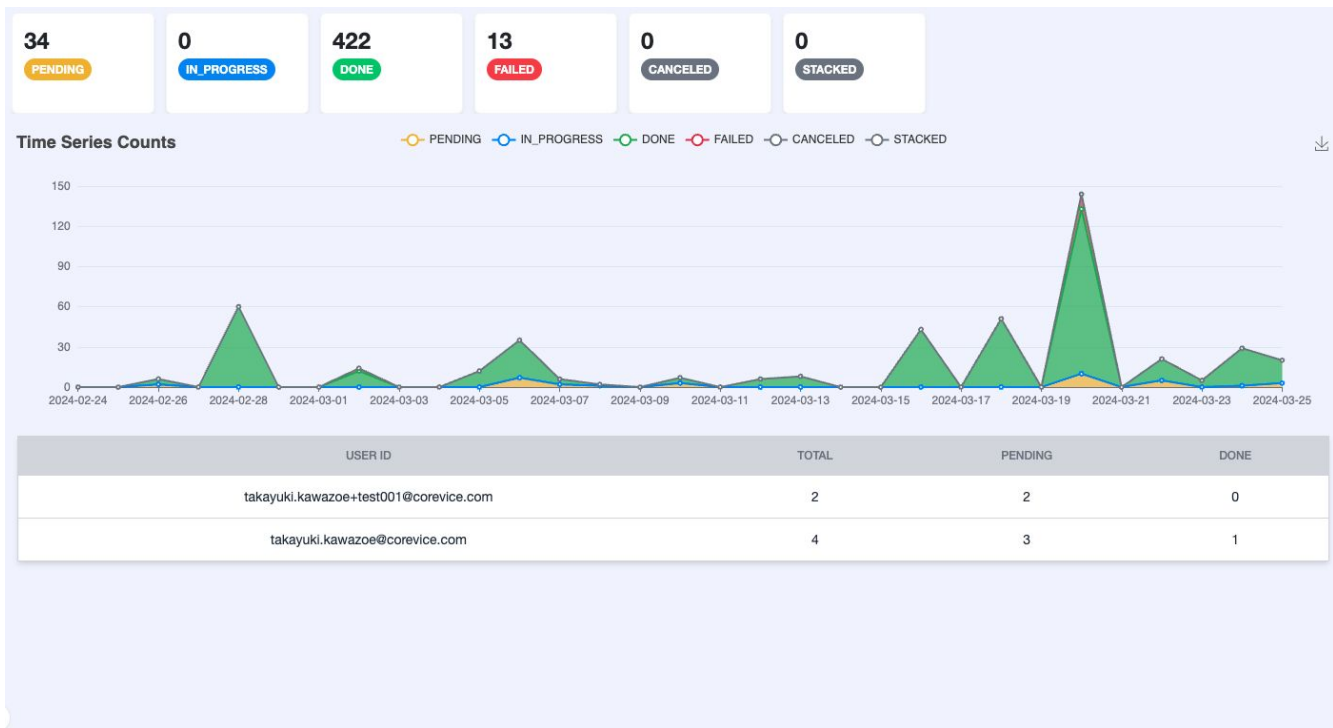 34 0 422 13 0 0
PENDING IN_PROGRESS DONE FAILED CANCELED STACKED
Time Series Counts
PENDING IN_PROGRESS DONE FAILED CANCELED STACKED
150
120
90
60
30
0
2024-02-24 2024-02-26 2024-02-28 2024-03-01 2024-03-03 2024-03-05 2024-03-07 2024-03-09 2024-03-11 2024-03-13 2024-03-15 2024-03-17 2024-03-19 2024-03-21 2024-03-23 2024-03-25
USER ID TOTAL PENDING DONE
takayuki.kawazoe+test001@corevice.com 2 2 0
takayuki.kawazoe@corevice.com 4 3 1